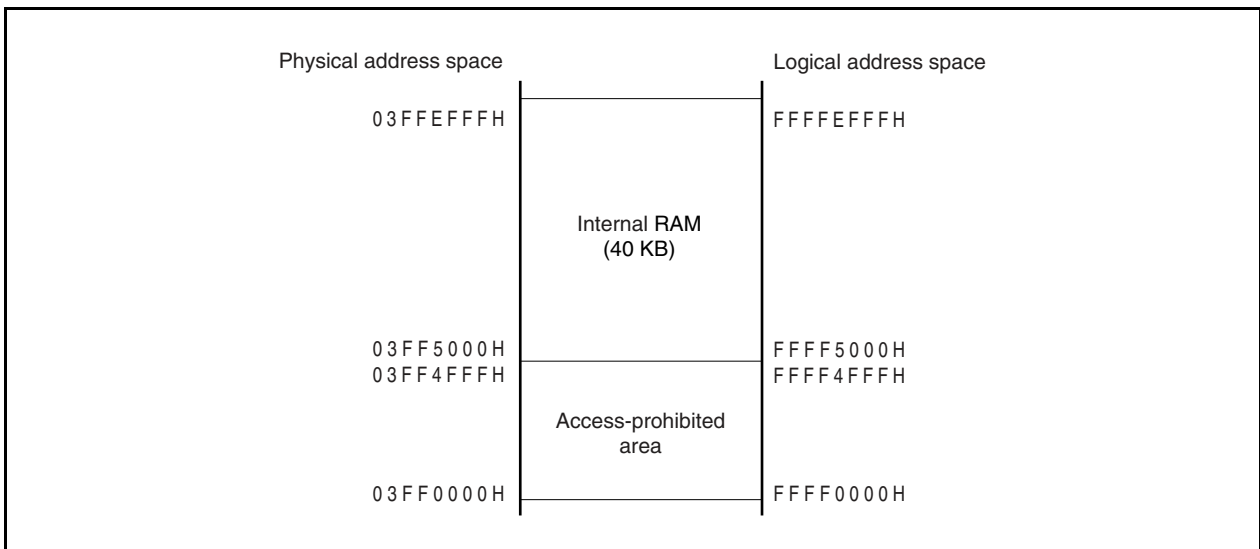 Physical address space
Logical address space
03FFEFFFH
FFFFEFFFH
Internal RAM
(40 KB)
03FF5000H
FFFF5000H
03FF4FFFH
FFFF4FFFH
Access-prohibited
area
03FF0000H
FFFF0000H